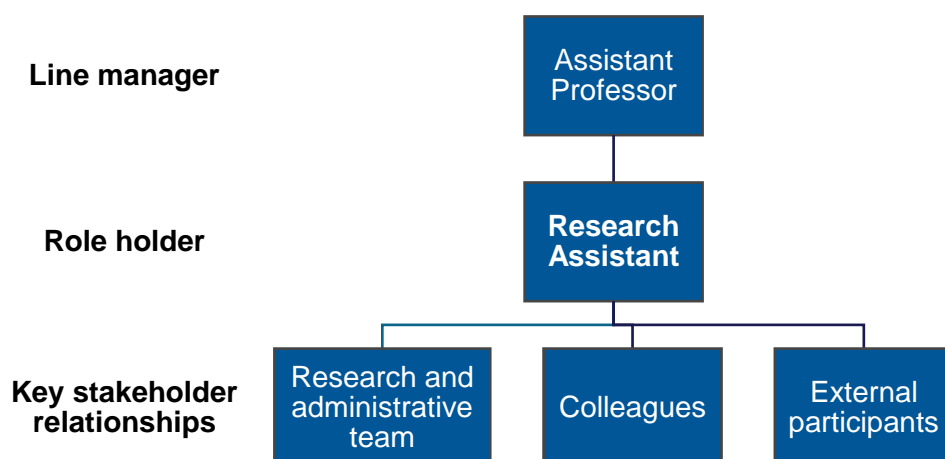 Line manager
Assistant
Professor
Role holder
Research
Assistant
Key stakeholder
relationships
Research and
administrative
team
Colleagues
External
participants